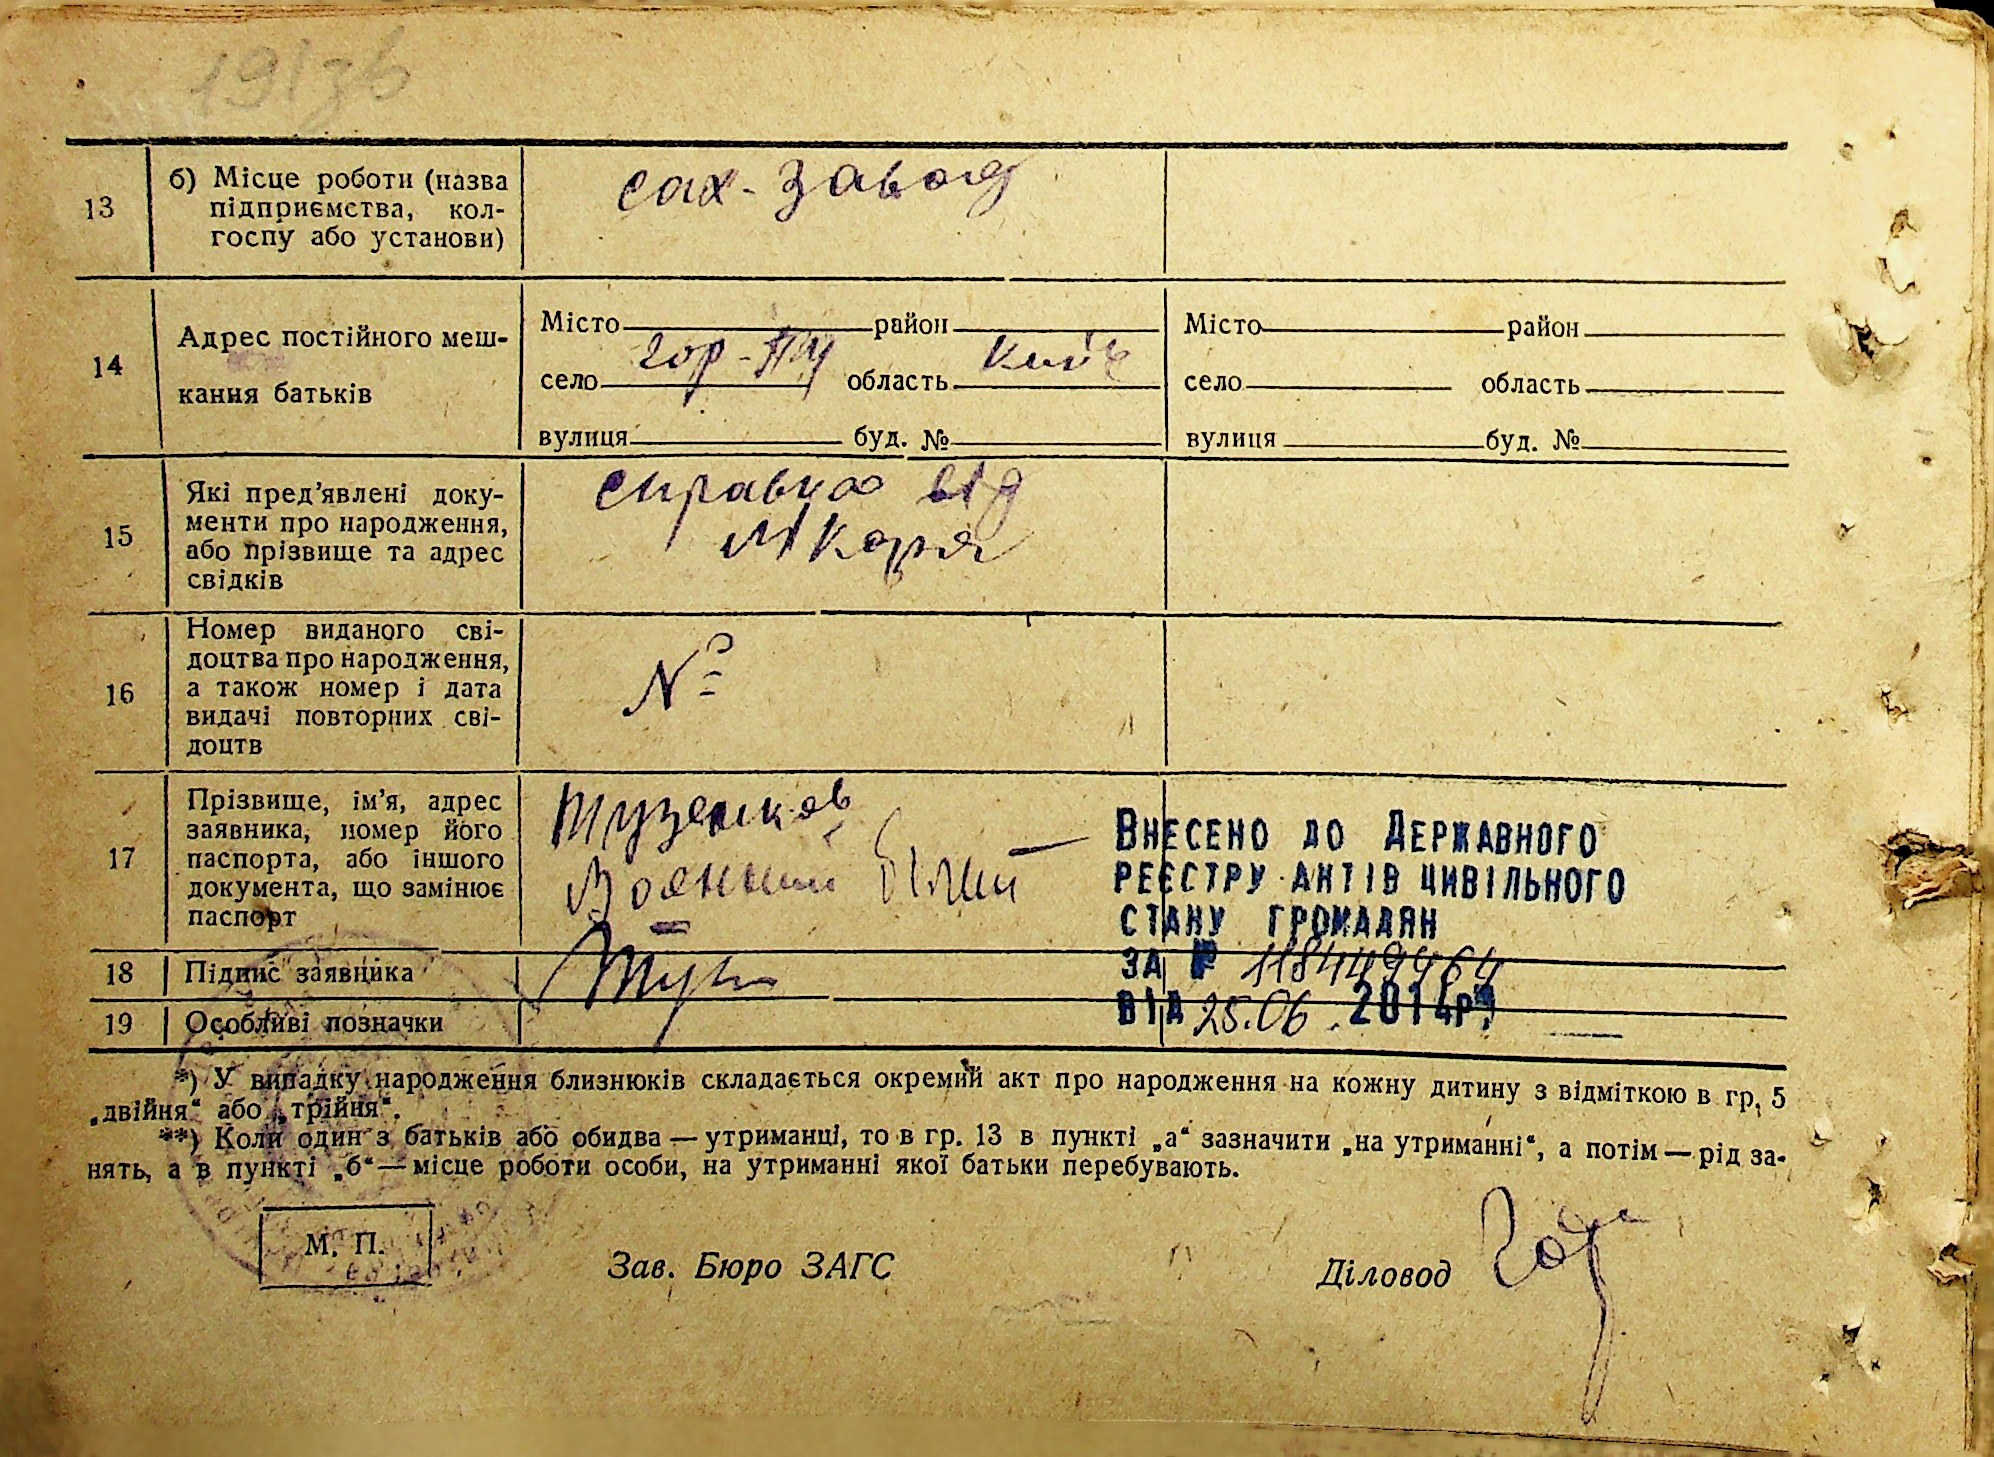 191зв
13
б) Місце роботи (назва
підприємства, кол-
госпу або установи)
сах-завод
14
Адрес постійного меш-
кання батьків
Місто район
гор-Пу Київ
село область
вулиця буд. №
Місто район
село область
вулиця буд. №
15
Які пред’явлені доку-
менти про народження,
або прізвище та адрес
свідків
справка від
лікаря
16
Номер виданого сві-
доцтва про народження,
а також номер і дата
видачі повторних сві-
доцтв
№
17
Прізвище, ім’я, адрес
заявника, номер його
паспорта, або іншого
документа, що замінює
паспорт
Военний білет
Внесено до Державного
реєстру актів цивільного
стану громадян
за № 118449464
від 25.06.2014р.
18
Підпис заявника
19
Особливі позначки
*) У випадку народження близнюків складається окремий акт про народження на кожну дитину з відміткою в гр. 5
„двійня“ або „трійня“.
**) Коли один з батьків або обидва — утриманці, то в гр. 13 в пункті „а“ зазначити „на утриманні“, а потім — рід за-
нять, а в пункті „б“ — місце роботи особи, на утриманні якої батьки перебувають.
М. П.
Зав. Бюро ЗАГС
Діловод